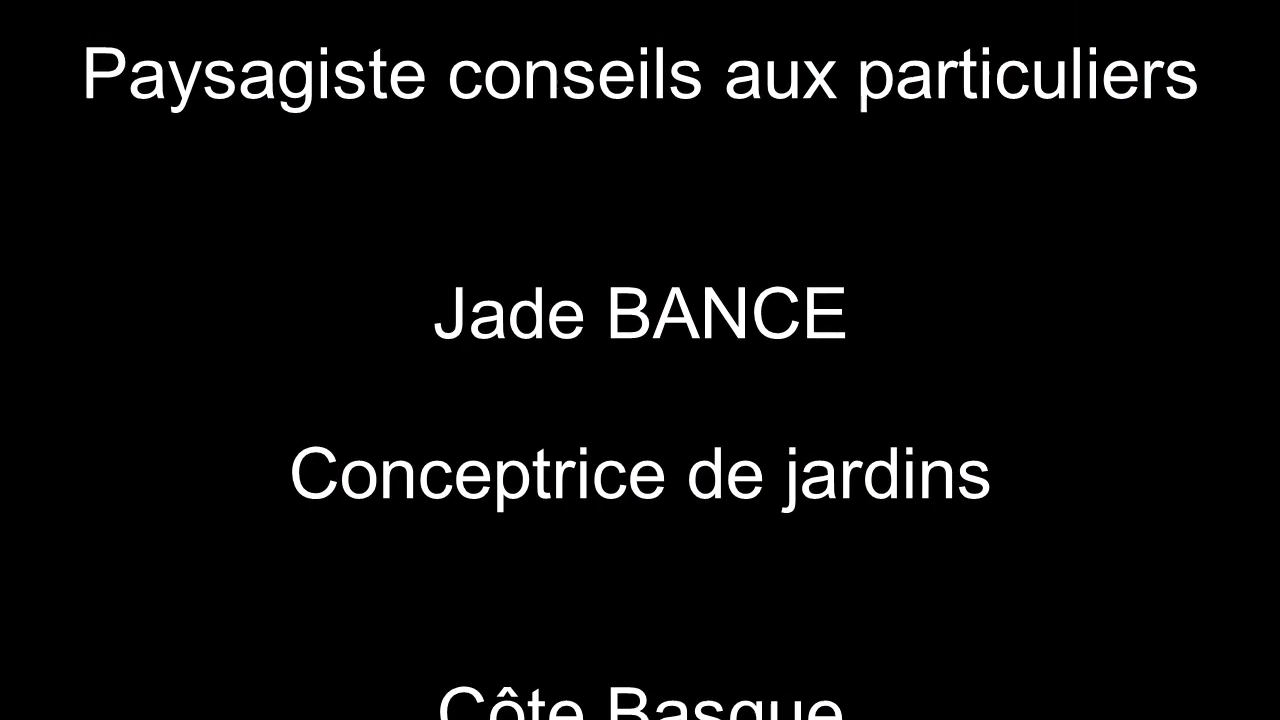 Paysagiste conseils aux particuliers
Jade BANCE
Conceptrice de jardins
Côte Basque